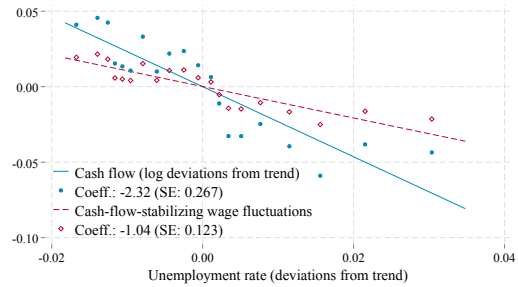 0.05
0.00
-0.05
-0.10
Cash flow (log deviations from trend)
Coeff.: -2.32 (SE: 0.267)
Cash-flow-stabilizing wage fluctuations
Coeff.: -1.04 (SE: 0.123)
-0.02 0.00 0.02 0.04
Unemployment rate (deviations from trend)